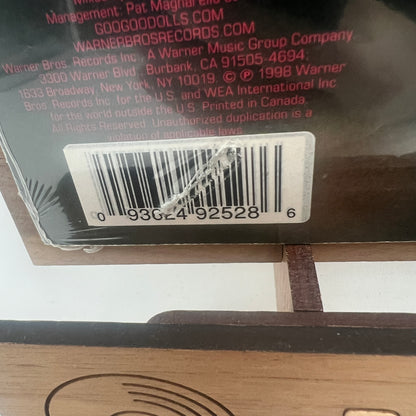 Management: Pat Magnarella
GOOGOODOLLS.COM
WARNERBROSRECORDS.COM
Warner Bros. Records Inc., A Warner Music Group Company,
3300 Warner Blvd., Burbank, CA 91505-4694;
1633 Broadway, New York, NY 10019. © ℗ 1998 Warner
Bros. Records Inc. for the U.S. and WEA International Inc.
for the world outside the U.S. Printed in Canada.
All Rights Reserved. Unauthorized duplication is a
violation of applicable laws.
0 93624 92528 6